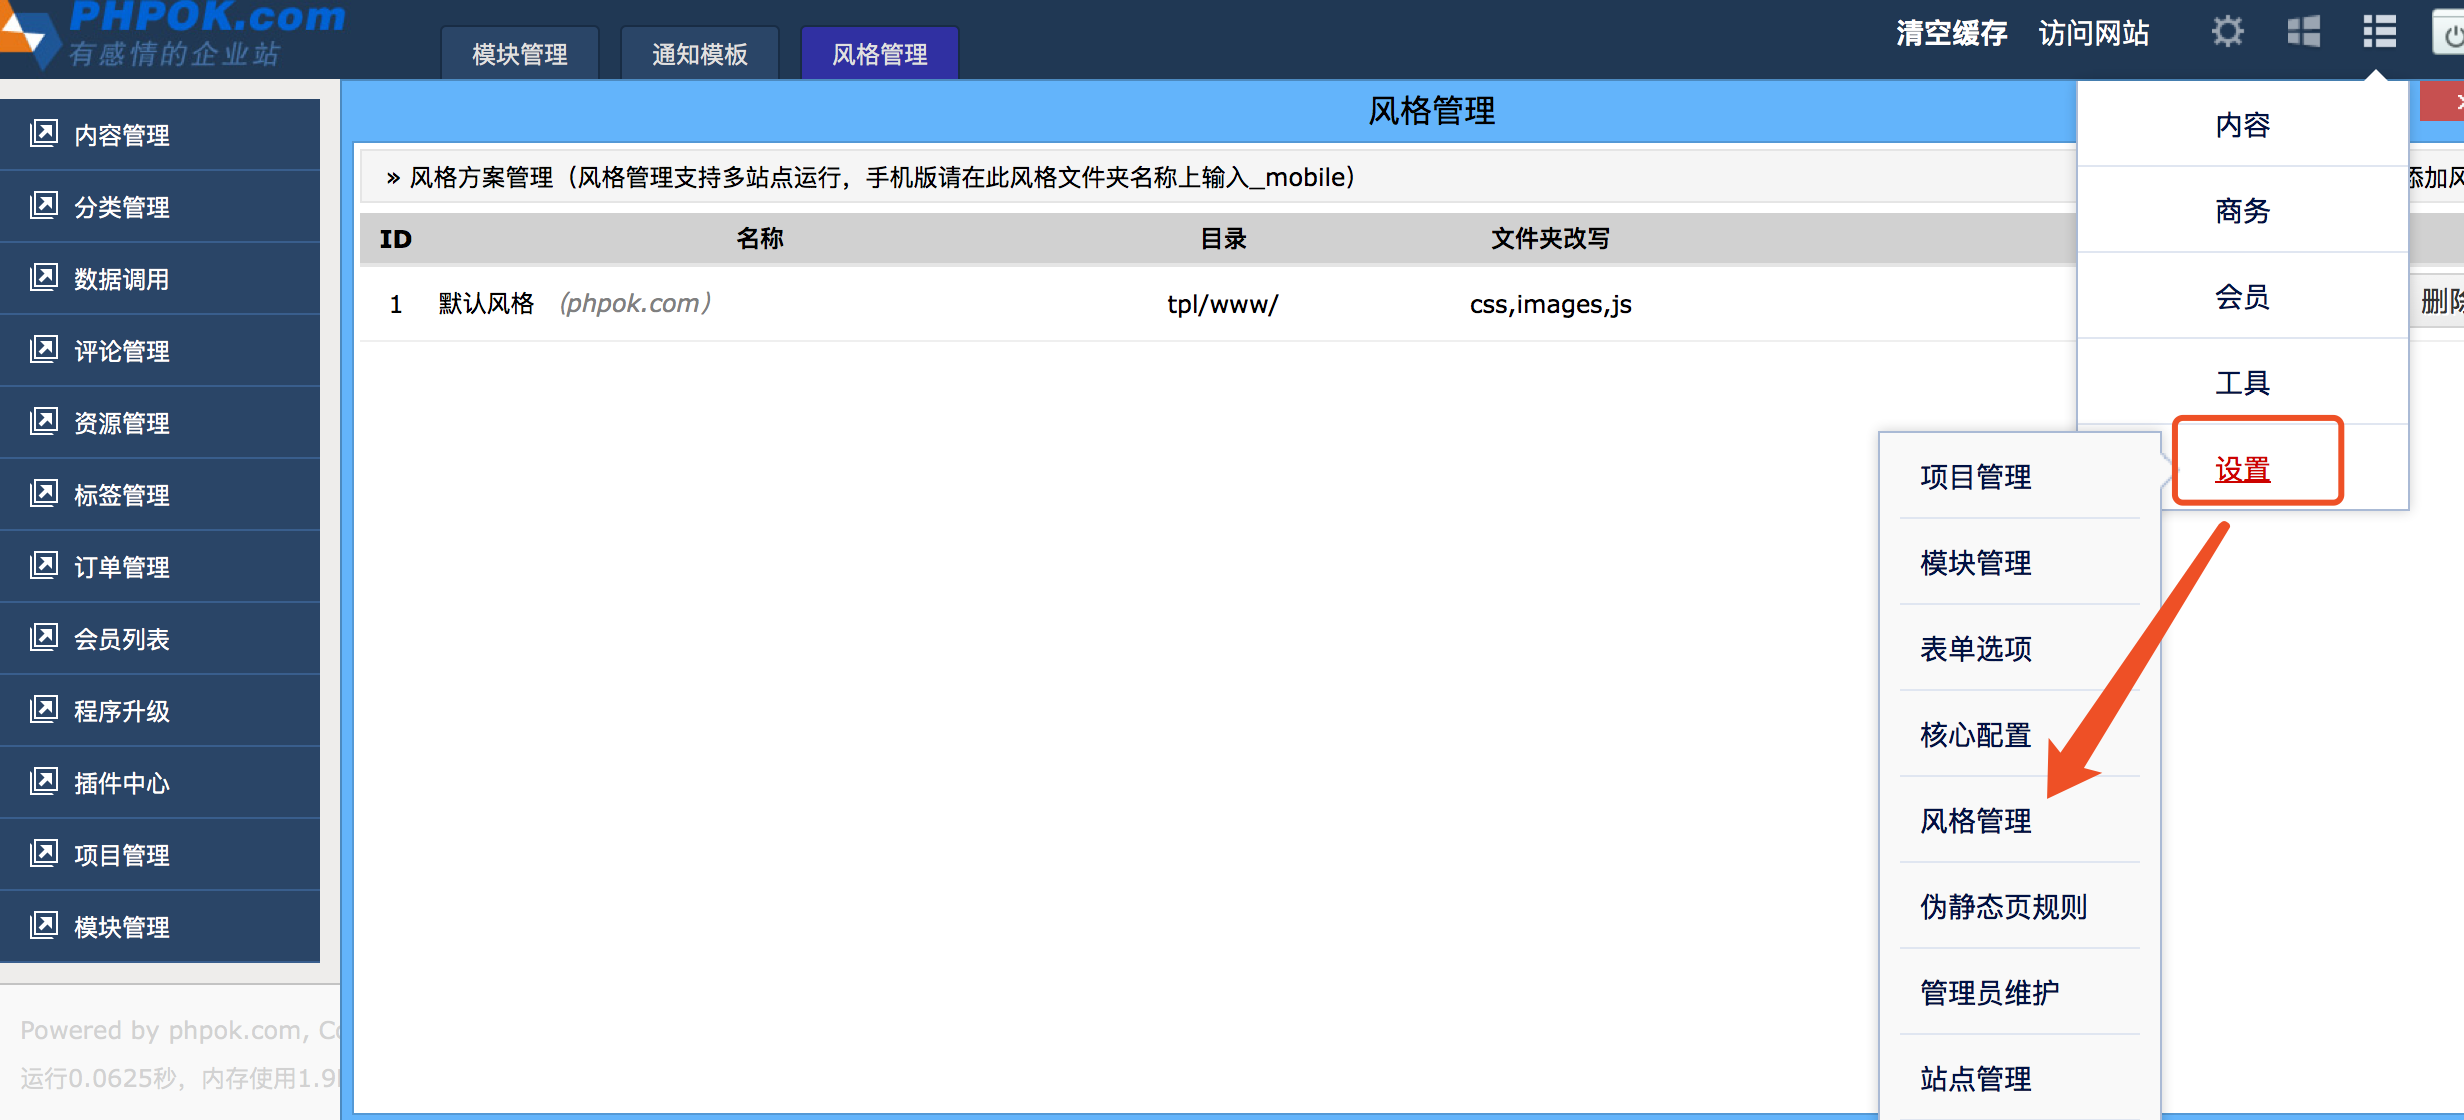 PHPOK.com
有感情的企业站
模块管理
通知模板
风格管理
清空缓存
访问网站
内容管理
分类管理
数据调用
评论管理
资源管理
标签管理
订单管理
会员列表
程序升级
插件中心
项目管理
模块管理
Powered by phpok.com,
运行0.0625秒，内存使用1.9
风格管理
» 风格方案管理（风格管理支持多站点运行，手机版请在此风格文件夹名称上输入_mobile）
添加风
ID 名称 目录 文件夹改写
1 默认风格 (phpok.com) tpl/www/ css,images,js
删除
内容
商务
会员
工具
设置
项目管理
模块管理
表单选项
核心配置
风格管理
伪静态页规则
管理员维护
站点管理